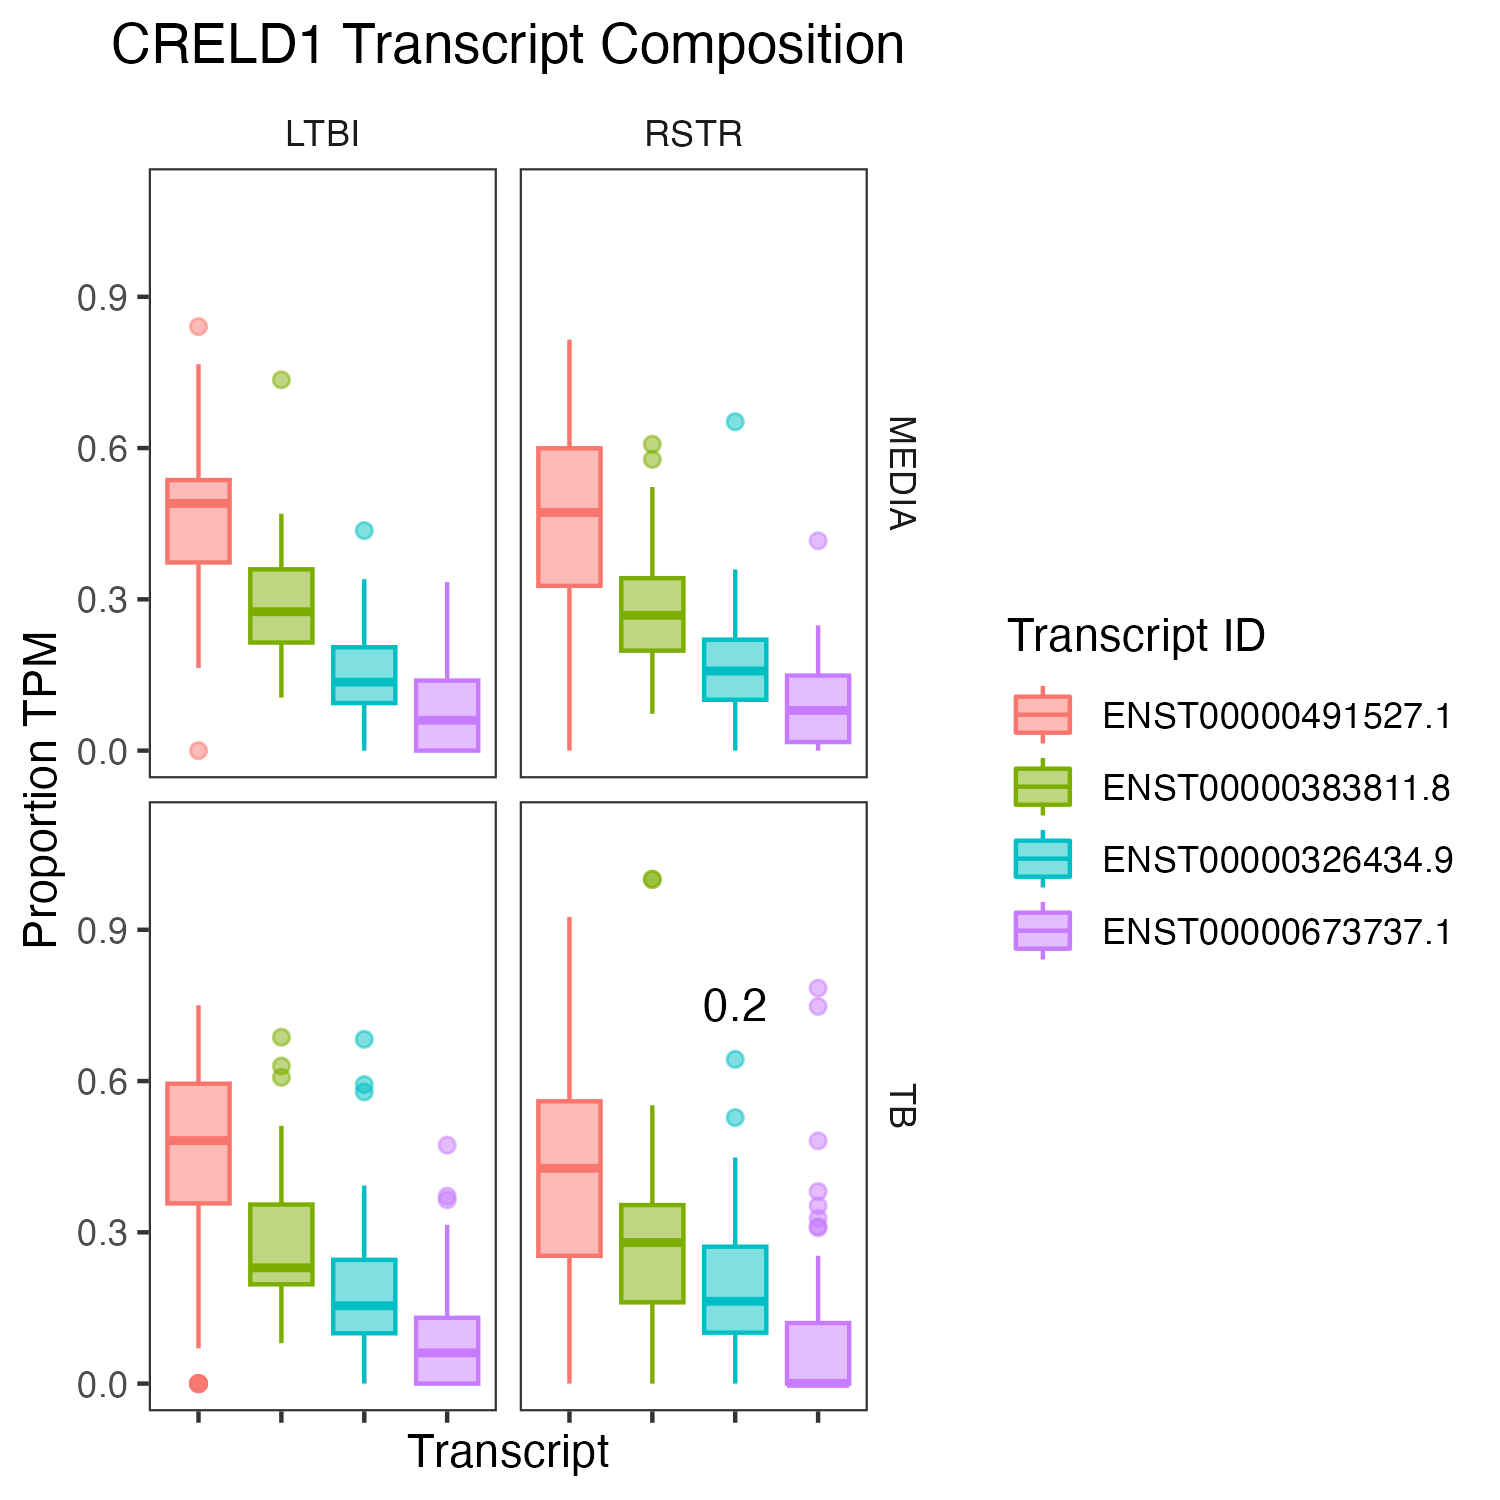 CRELD1 Transcript Composition
LTBI
RSTR
0.9
0.6
0.3
0.0
MEDIA
0.9
0.6
0.3
0.0
0.2
TB
Proportion TPM
Transcript
Transcript ID
ENST00000491527.1
ENST00000383811.8
ENST00000326434.9
ENST00000673737.1